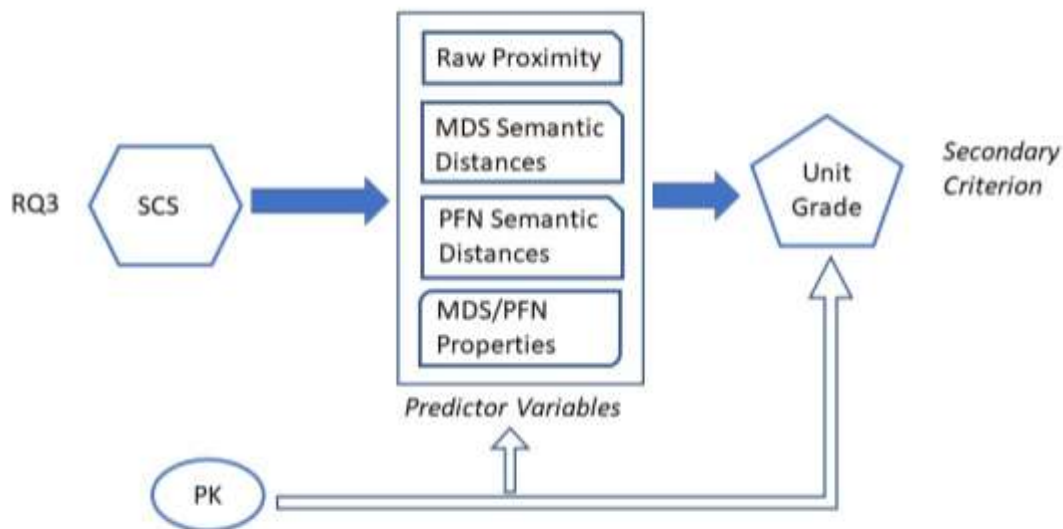 Raw Proximity
MDS Semantic
Distances
PFN Semantic
Distances
MDS/PFN
Properties
Predictor Variables
RQ3
SCS
Unit
Grade
Secondary
Criterion
PK